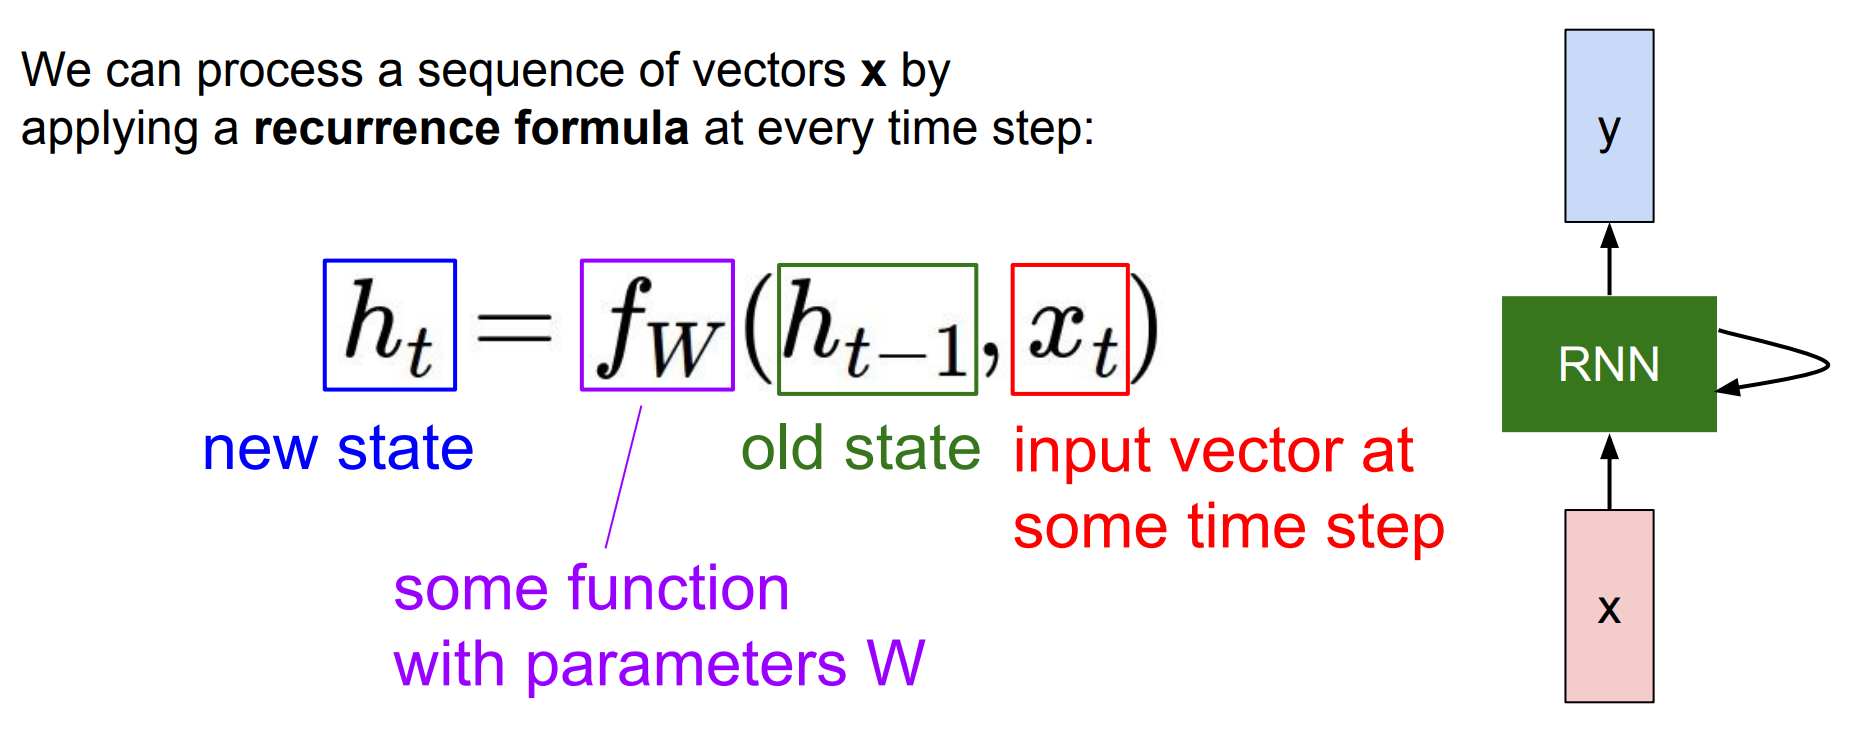 We can process a sequence of vectors x by
applying a recurrence formula at every time step:
h_t = f_W(h_{t-1}, x_t)
new state
old state
input vector at
some time step
some function
with parameters W
y
RNN
x